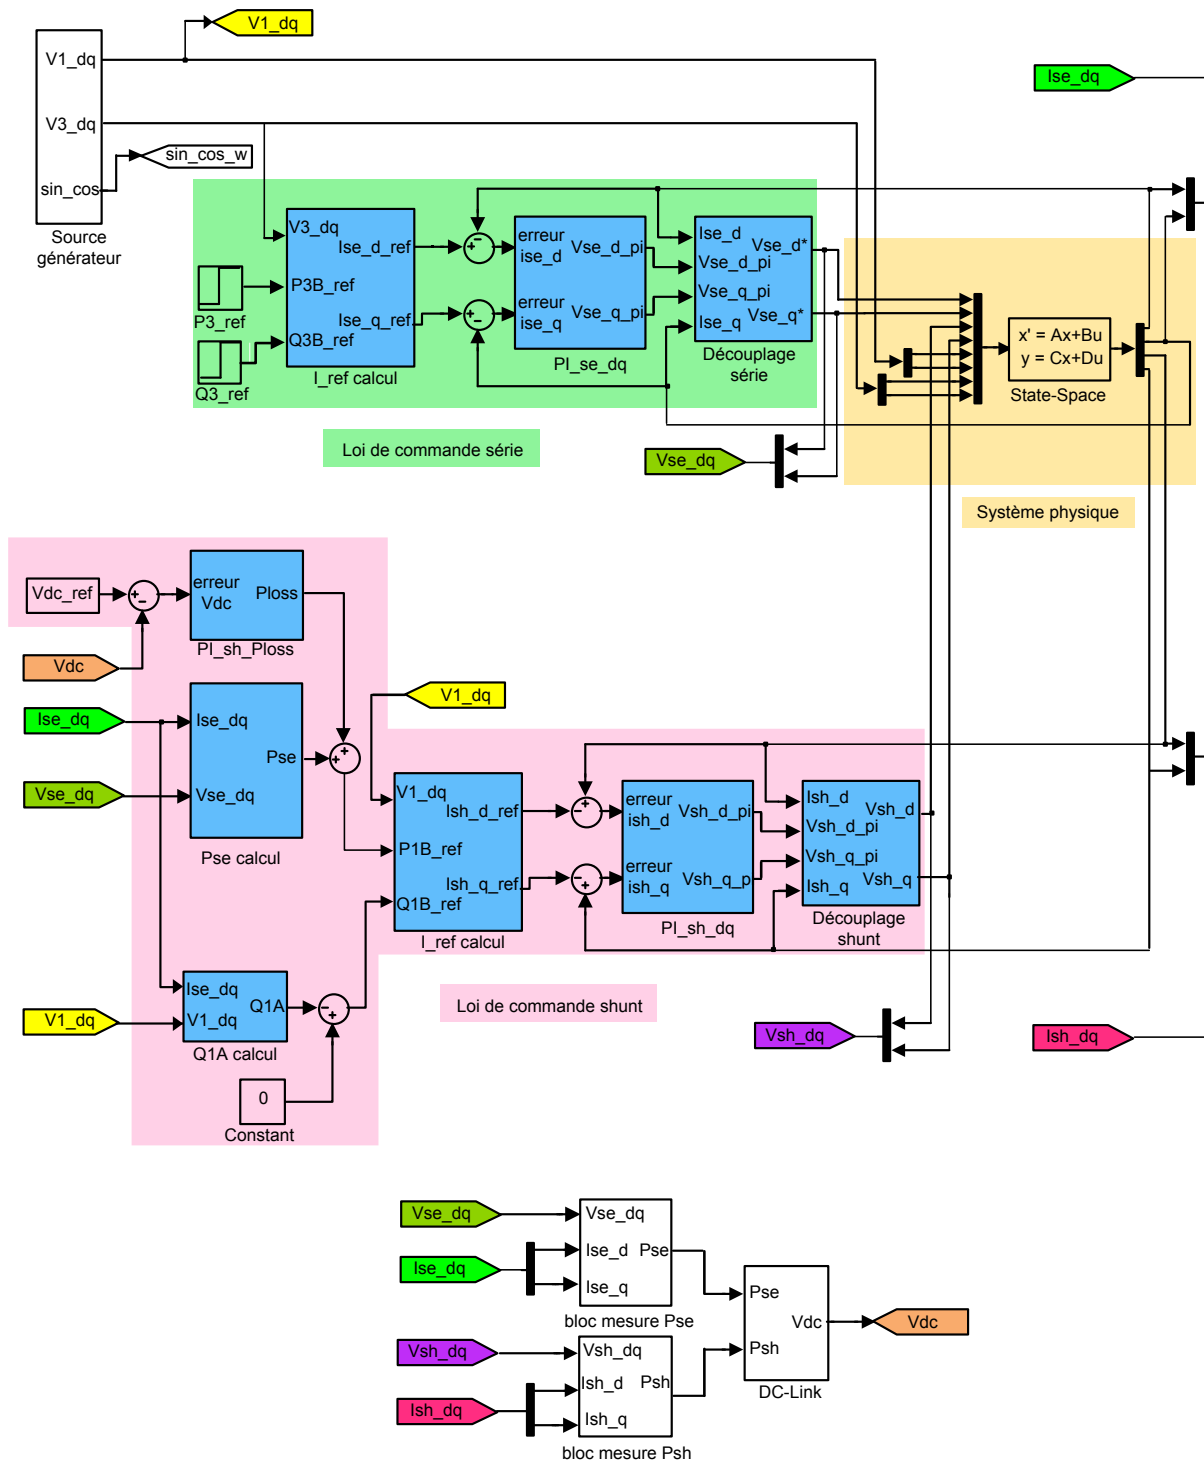 V1_dq
V1_dq
V3_dq
sin_cos
Source
générateur
sin_cos_w
Ise_dq
V3_dq
P3B_ref
Q3B_ref
Ise_d_ref
Ise_q_ref
I_ref calcul
P3_ref
Q3_ref
+
−
+
−
erreur
ise_d
erreur
ise_q
Vse_d_pi
Vse_q_pi
PI_se_dq
Ise_d
Vse_d_pi
Vse_q_pi
Ise_q
Vse_d*
Vse_q*
Découplage
série
x' = Ax+Bu
y = Cx+Du
State-Space
Loi de commande série
Vse_dq
Système physique
Vdc_ref
+
−
erreur
Vdc
Ploss
PI_sh_Ploss
Vdc
Ise_dq
Vse_dq
Ise_dq
Vse_dq
Pse
Pse calcul
+
+
V1_dq
V1_dq
P1B_ref
Q1B_ref
Ish_d_ref
Ish_q_ref
I_ref calcul
−
+
−
+
erreur
ish_d
erreur
ish_q
Vsh_d_pi
Vsh_q_p
PI_sh_dq
Ish_d
Vsh_d_pi
Vsh_q_pi
Ish_q
Vsh_d
Vsh_q
Découplage
shunt
V1_dq
Ise_dq
V1_dq
Q1A
Q1A calcul
−
+
0
Constant
Loi de commande shunt
Vsh_dq
Ish_dq
Vse_dq
Ise_dq
Vse_dq
Ise_d
Ise_q
Pse
bloc mesure Pse
Vsh_dq
Ish_dq
Vsh_dq
Ish_d
Ish_q
Psh
bloc mesure Psh
Pse
Psh
Vdc
DC-Link
Vdc